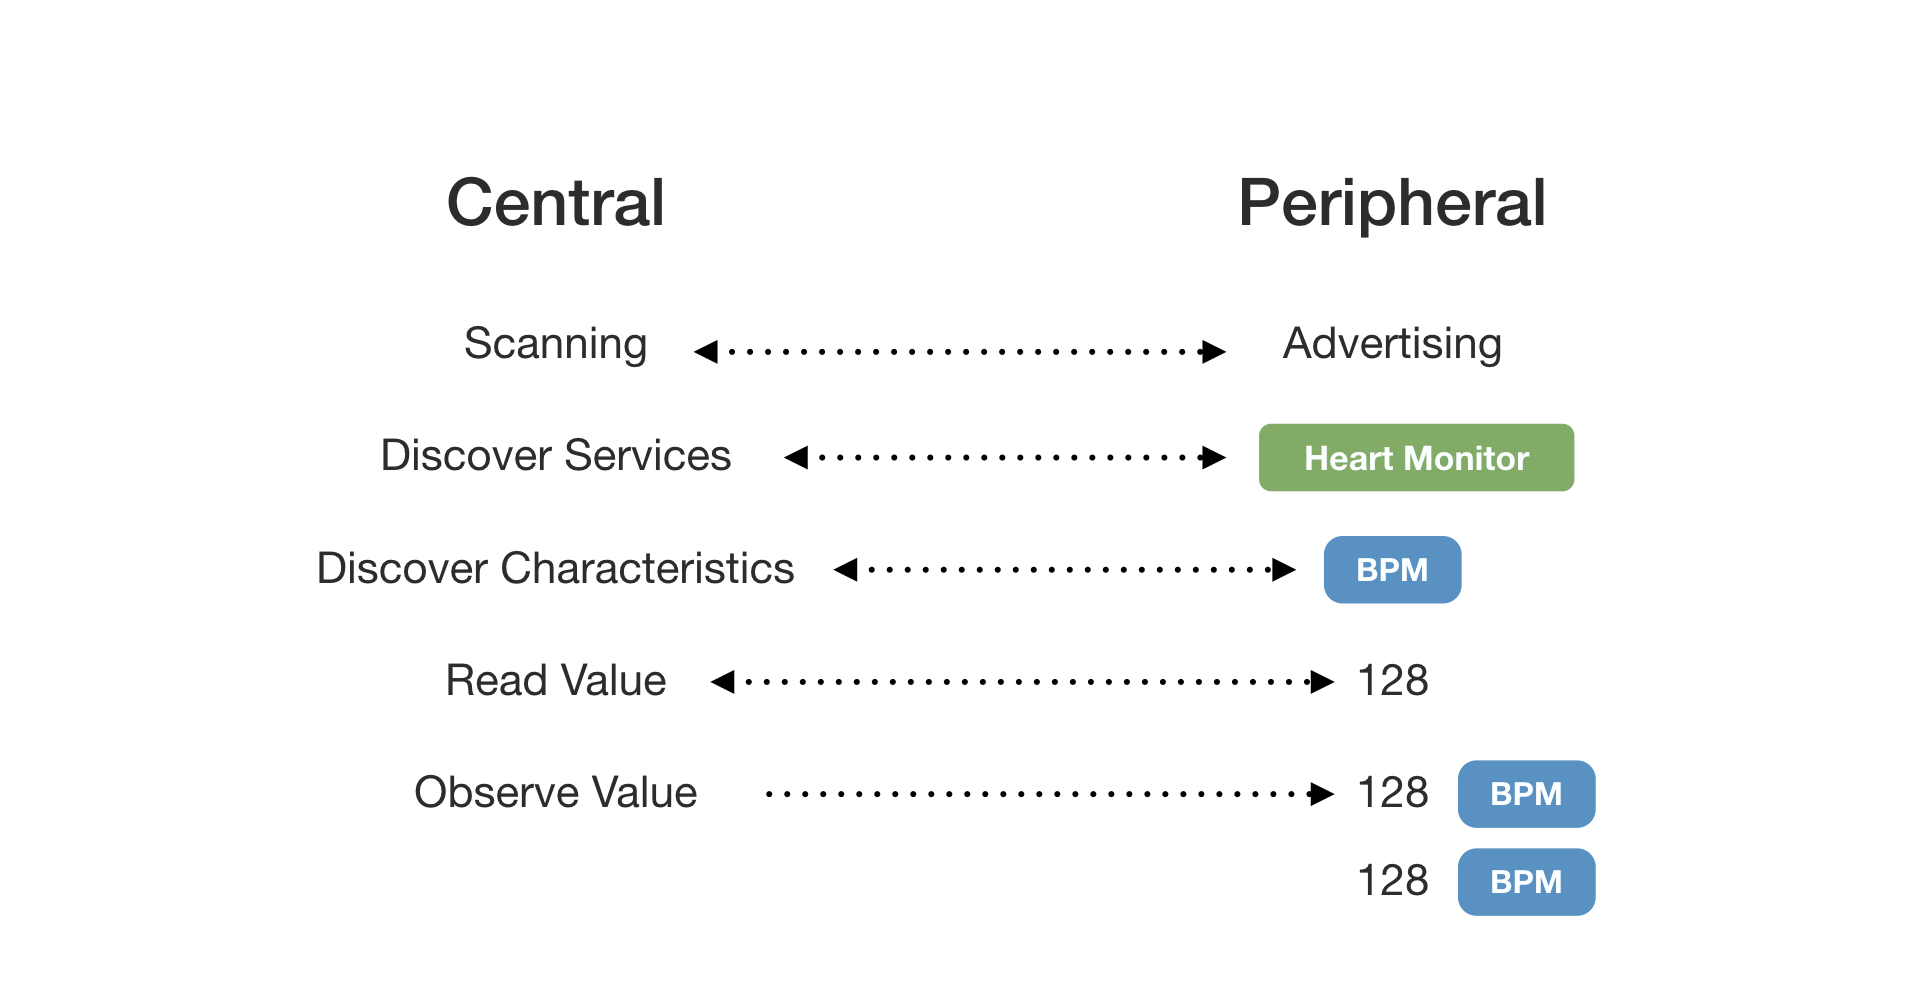 Central Peripheral
Scanning Advertising
Discover Services Heart Monitor
Discover Characteristics BPM
Read Value 128
Observe Value 128 BPM
128 BPM